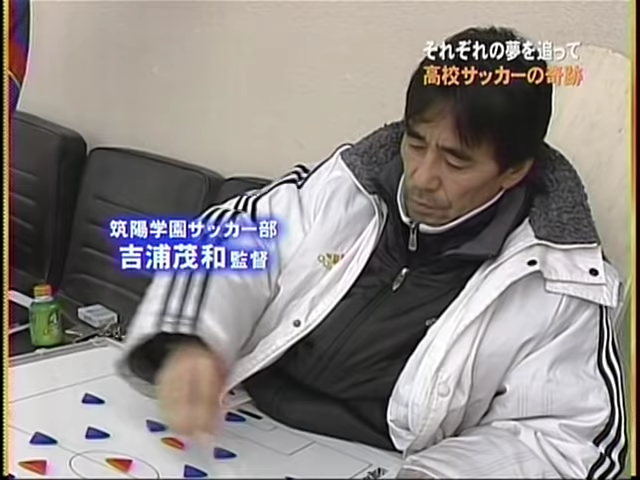 それぞれの夢を追って
高校サッカーの奇跡
筑陽学園サッカー部
吉浦茂和監督